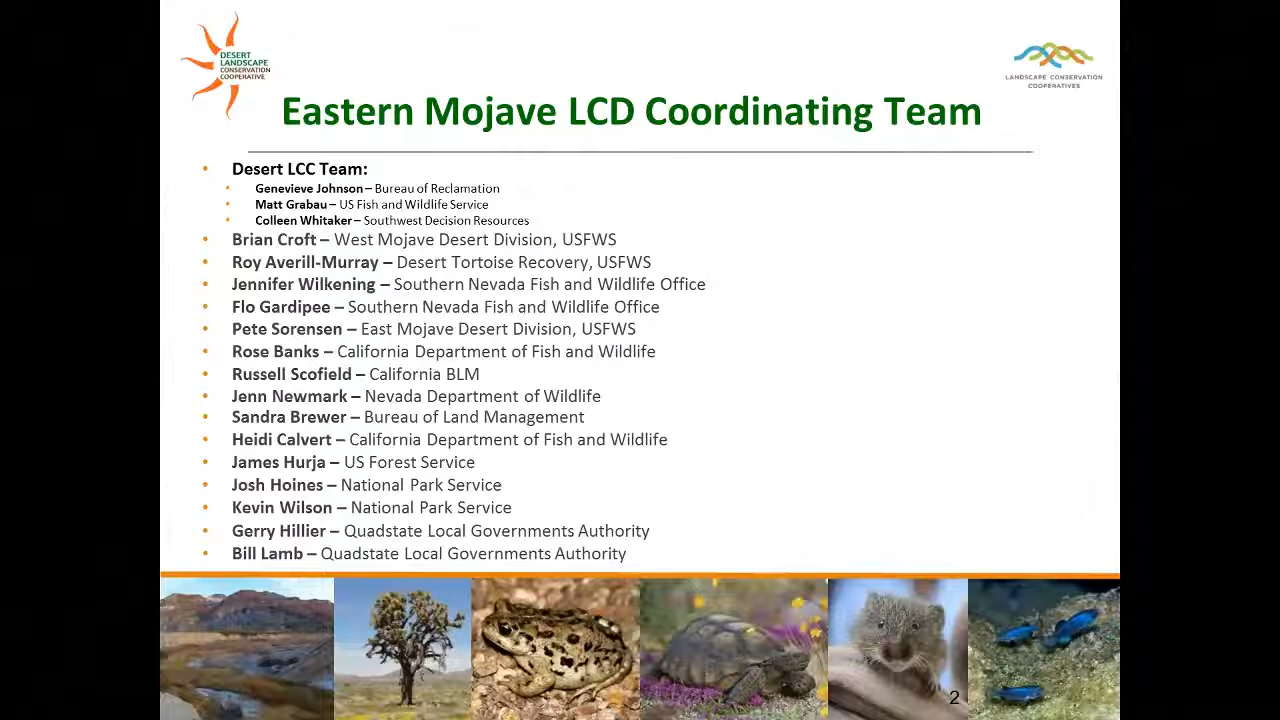 DESERT
LANDSCAPE
CONSERVATION
COOPERATIVE
LANDSCAPE CONSERVATION
COOPERATIVES
Eastern Mojave LCD Coordinating Team
• Desert LCC Team:
• Genevieve Johnson – Bureau of Reclamation
• Matt Grabau – US Fish and Wildlife Service
• Colleen Whitaker – Southwest Decision Resources
• Brian Croft – West Mojave Desert Division, USFWS
• Roy Averill-Murray – Desert Tortoise Recovery, USFWS
• Jennifer Wilkening – Southern Nevada Fish and Wildlife Office
• Flo Gardipee – Southern Nevada Fish and Wildlife Office
• Pete Sorensen – East Mojave Desert Division, USFWS
• Rose Banks – California Department of Fish and Wildlife
• Russell Scofield – California BLM
• Jenn Newmark – Nevada Department of Wildlife
• Sandra Brewer – Bureau of Land Management
• Heidi Calvert – California Department of Fish and Wildlife
• James Hurja – US Forest Service
• Josh Hoines – National Park Service
• Kevin Wilson – National Park Service
• Gerry Hillier – Quadstate Local Governments Authority
• Bill Lamb – Quadstate Local Governments Authority
2